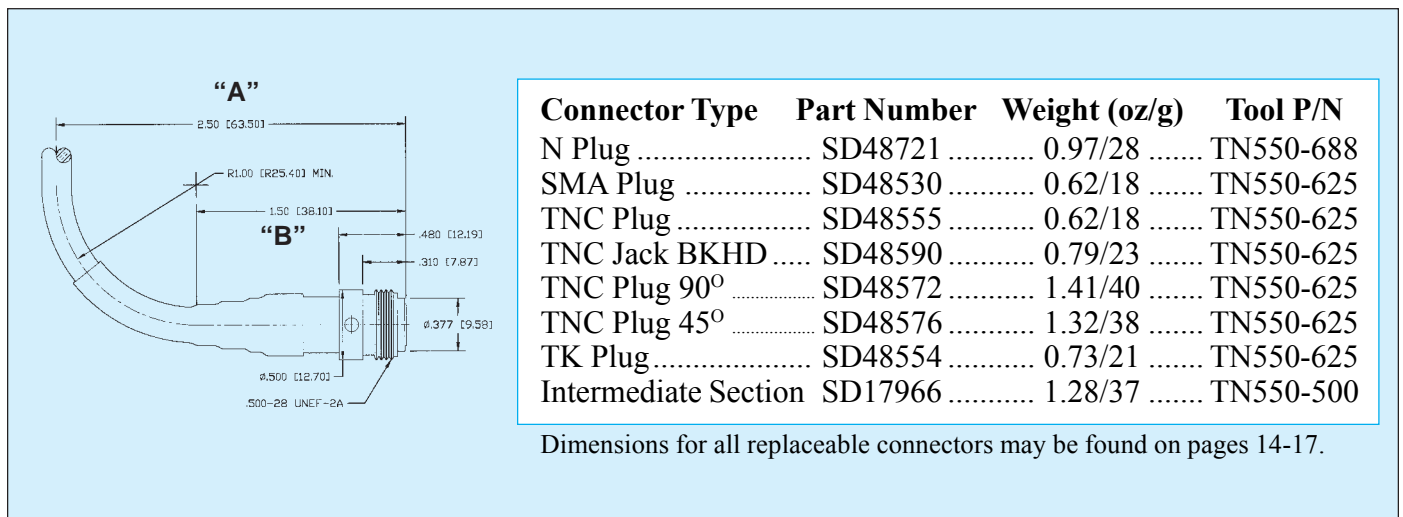 “A”
2.50 [63.50]
R1.00 [R25.40] MIN.
1.50 [38.10]
“B”
.480 [12.19]
.310 [7.87]
Ø.377 [9.58]
Ø.500 [12.70]
.500-28 UNEF-2A
Connector Type Part Number Weight (oz/g) Tool P/N
N Plug ...................... SD48721 ........... 0.97/28 ....... TN550-688
SMA Plug ................ SD48530 ........... 0.62/18 ....... TN550-625
TNC Plug ................. SD48555 ........... 0.62/18 ....... TN550-625
TNC Jack BKHD ..... SD48590 ........... 0.79/23 ....... TN550-625
TNC Plug 90ᴼ ................ SD48572 ........... 1.41/40 ....... TN550-625
TNC Plug 45ᴼ ................ SD48576 ........... 1.32/38 ....... TN550-625
TK Plug.................... SD48554 ........... 0.73/21 ....... TN550-625
Intermediate Section SD17966 ........... 1.28/37 ....... TN550-500
Dimensions for all replaceable connectors may be found on pages 14-17.